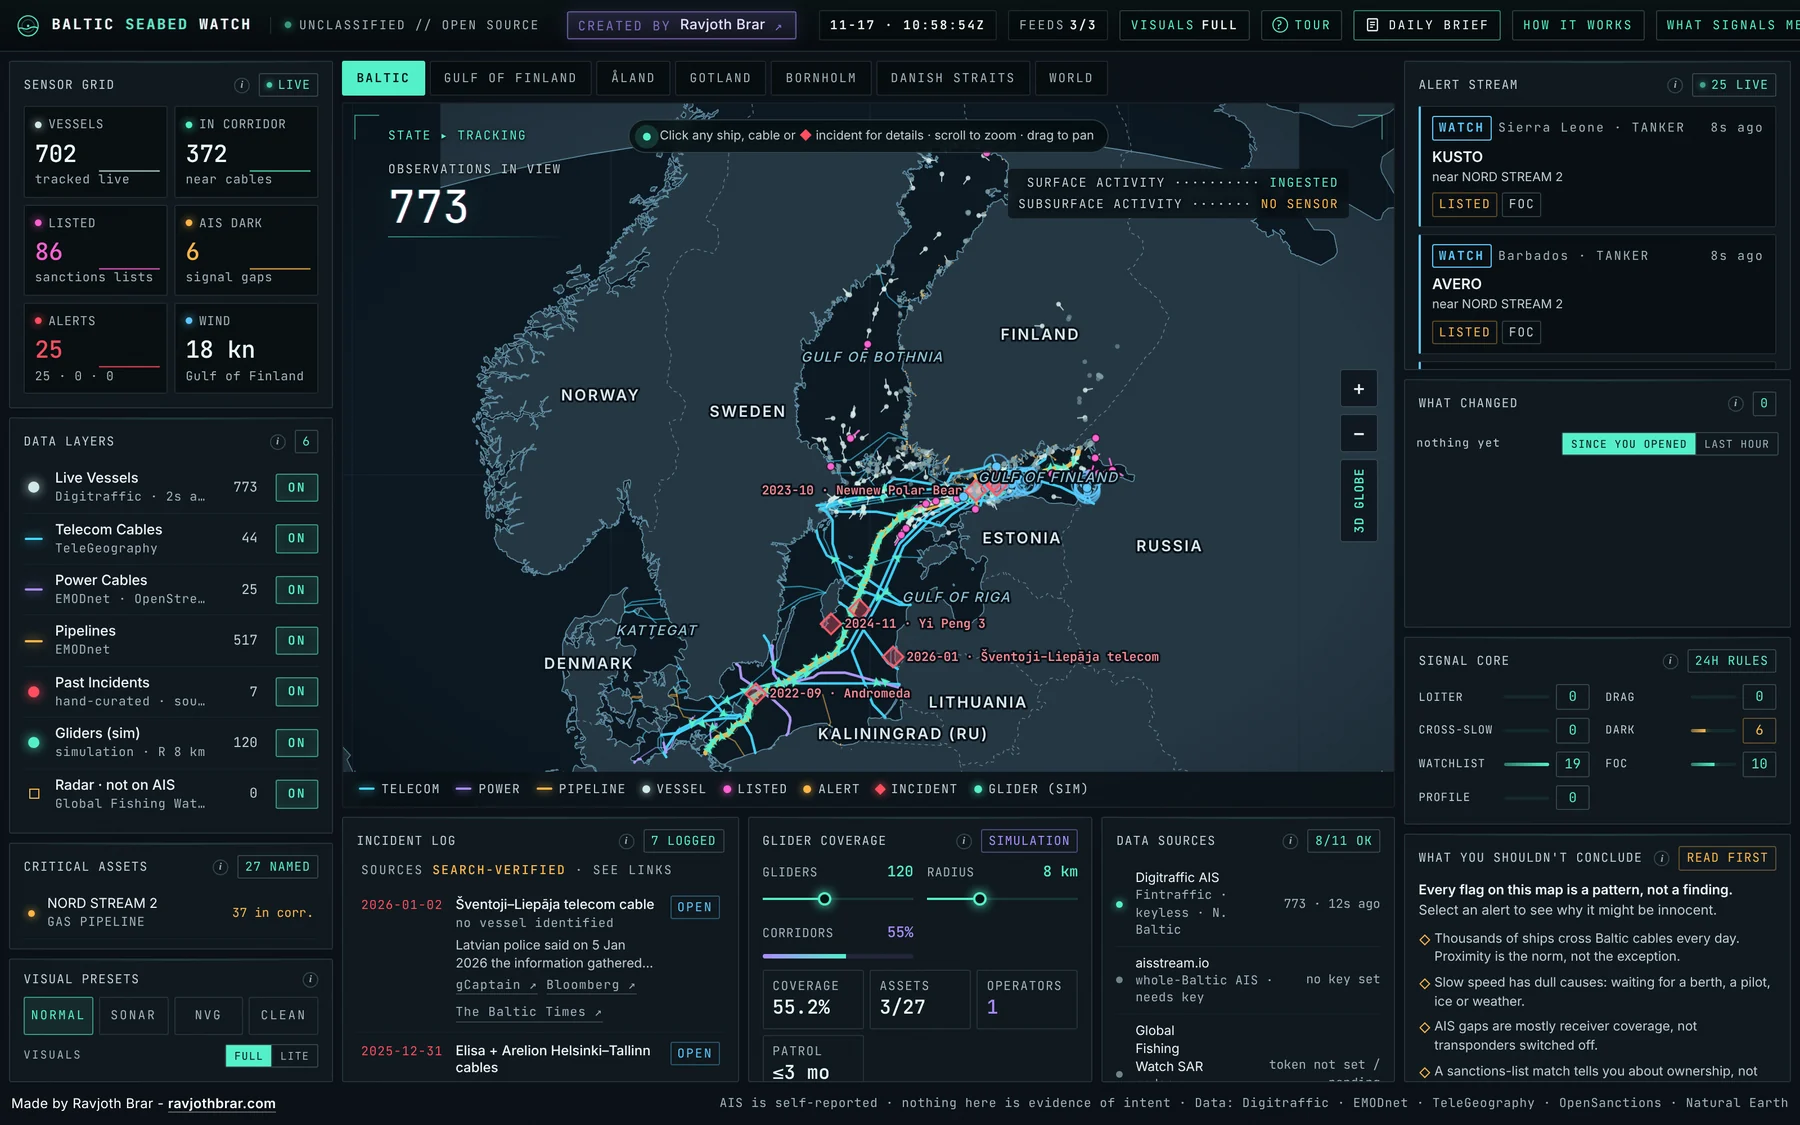 BALTIC SEABED WATCH
UNCLASSIFIED // OPEN SOURCE
CREATED BY Ravjoth Brar ↗
11-17 · 10:58:54Z
FEEDS 3/3
VISUALS FULL
TOUR
DAILY BRIEF
HOW IT WORKS
WHAT SIGNALS ME
SENSOR GRID
LIVE
VESSELS
702
tracked live
IN CORRIDOR
372
near cables
LISTED
86
sanctions lists
AIS DARK
6
signal gaps
ALERTS
25
25 · 0 · 0
WIND
18 kn
Gulf of Finland
DATA LAYERS
6
Live Vessels
Digitraffic · 2s a…
773
ON
Telecom Cables
TeleGeography
44
ON
Power Cables
EMODnet · OpenStre…
25
ON
Pipelines
EMODnet
517
ON
Past Incidents
hand-curated · sou…
7
ON
Gliders (sim)
simulation · R 8 km
120
ON
Radar · not on AIS
Global Fishing Wat…
0
ON
CRITICAL ASSETS
27 NAMED
NORD STREAM 2
GAS PIPELINE
37 in corr.
VISUAL PRESETS
NORMAL
SONAR
NVG
CLEAN
VISUALS
FULL
LITE
BALTIC
GULF OF FINLAND
ÅLAND
GOTLAND
BORNHOLM
DANISH STRAITS
WORLD
STATE ▸ TRACKING
Click any ship, cable or ◆ incident for details · scroll to zoom · drag to pan
OBSERVATIONS IN VIEW
773
SURFACE ACTIVITY ·········· INGESTED
SUBSURFACE ACTIVITY ······· NO SENSOR
FINLAND
GULF OF BOTHNIA
NORWAY
SWEDEN
+
−
3D GLOBE
GULF OF FINLAND
2023-10 · Newnew Polar Bear
ESTONIA
RUSSIA
GULF OF RIGA
2024-11 · Yi Peng 3
KATTEGAT
2026-01 · Šventoji–Liepāja telecom
DENMARK
2022-09 · Andromeda
LITHUANIA
KALININGRAD (RU)
TELECOM
POWER
PIPELINE
VESSEL
LISTED
ALERT
INCIDENT
GLIDER (SIM)
INCIDENT LOG
7 LOGGED
SOURCES SEARCH-VERIFIED · SEE LINKS
2026-01-02
Šventoji–Liepāja telecom cable
OPEN
no vessel identified
Latvian police said on 5 Jan
2026 the information gathered...
gCaptain ↗ Bloomberg ↗
The Baltic Times ↗
2025-12-31
Elisa + Arelion Helsinki–Tallinn
cables
OPEN
GLIDER COVERAGE
SIMULATION
GLIDERS 120
RADIUS 8 km
CORRIDORS 55%
COVERAGE
55.2%
ASSETS
3/27
OPERATORS
1
PATROL
≤3 mo
DATA SOURCES
8/11 OK
Digitraffic AIS
Fintraffic ·
keyless · N.
Baltic
773 · 12s ago
aisstream.io
whole-Baltic AIS ·
needs key
no key set
Global
Fishing
Watch SAR
token not set /
ALERT STREAM
25 LIVE
WATCH Sierra Leone · TANKER 8s ago
KUSTO
near NORD STREAM 2
LISTED
FOC
WATCH Barbados · TANKER 8s ago
AVERO
near NORD STREAM 2
LISTED
FOC
WHAT CHANGED
0
nothing yet
SINCE YOU OPENED
LAST HOUR
SIGNAL CORE
24H RULES
LOITER 0
DRAG 0
CROSS-SLOW 0
DARK 6
WATCHLIST 19
FOC 10
PROFILE 0
WHAT YOU SHOULDN'T CONCLUDE
READ FIRST
Every flag on this map is a pattern, not a finding.
Select an alert to see why it might be innocent.
Thousands of ships cross Baltic cables every day.
Proximity is the norm, not the exception.
Slow speed has dull causes: waiting for a berth, a pilot,
ice or weather.
AIS gaps are mostly receiver coverage, not
transponders switched off.
A sanctions-list match tells you about ownership, not
Made by Ravjoth Brar - ravjothbrar.com
AIS is self-reported · nothing here is evidence of intent · Data: Digitraffic · EMODnet · TeleGeography · OpenSanctions · Natural Earth